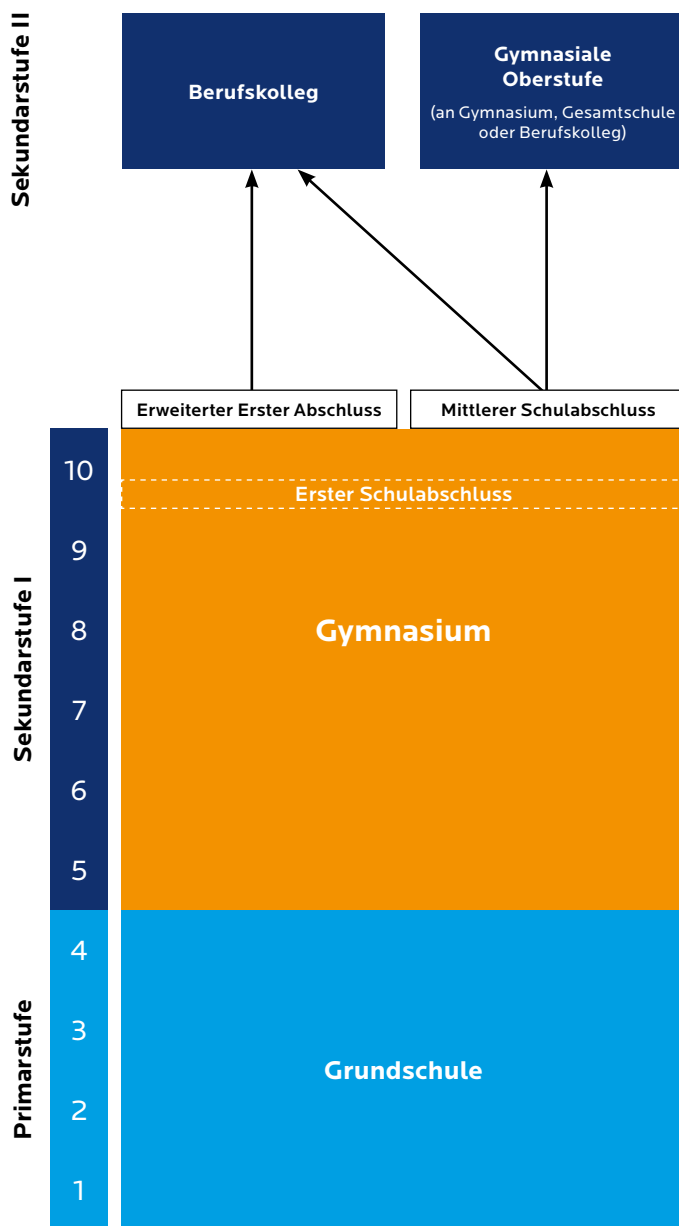 Sekundarstufe II
Berufskolleg
Gymnasiale
Oberstufe
(an Gymnasium, Gesamtschule
oder Berufskolleg)
Erweiterter Erster Abschluss
Mittlerer Schulabschluss
Sekundarstufe I
10
Erster Schulabschluss
9
8
Gymnasium
7
6
5
Primarstufe
4
3
Grundschule
2
1